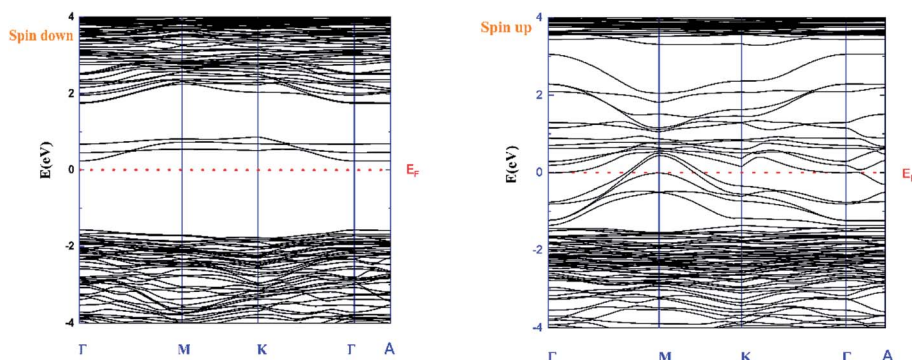 Spin down
E(eV)
4
2
0
-2
-4
E_F
Γ M K Γ A
Spin up
E(eV)
4
2
0
-2
-4
E
Γ M K Γ A